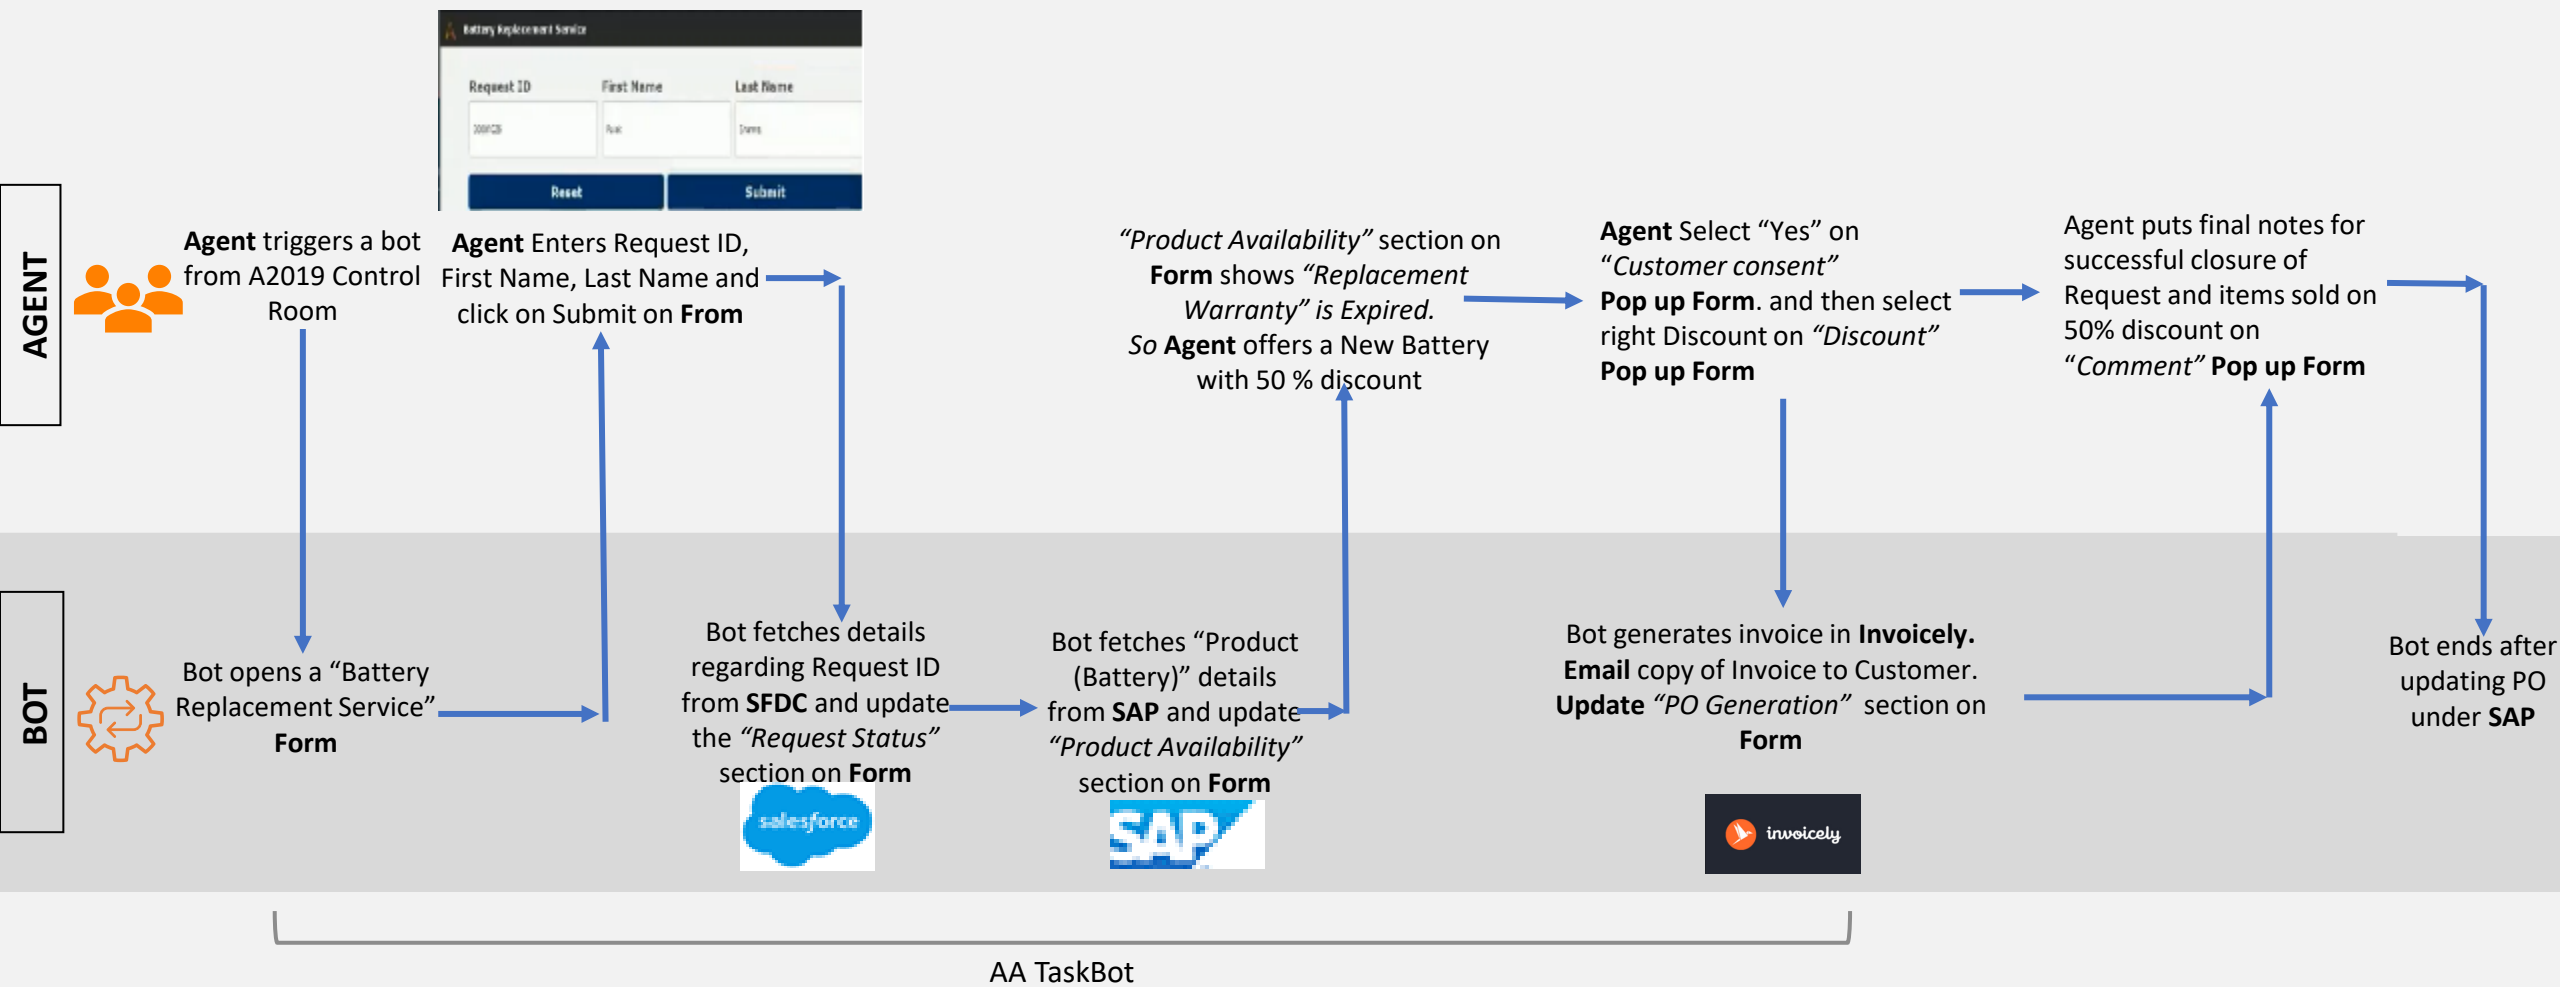 Battery Replacement Service
Request ID
First Name
Last Name
Reset
Submit
AGENT
Agent triggers a bot
from A2019 Control
Room
Agent Enters Request ID,
First Name, Last Name and
click on Submit on From
“Product Availability” section on
Form shows “Replacement
Warranty” is Expired.
So Agent offers a New Battery
with 50 % discount
Agent Select “Yes” on
“Customer consent”
Pop up Form. and then select
right Discount on “Discount”
Pop up Form
Agent puts final notes for
successful closure of
Request and items sold on
50% discount on
“Comment” Pop up Form
BOT
Bot opens a “Battery
Replacement Service”
Form
Bot fetches details
regarding Request ID
from SFDC and update
the “Request Status”
section on Form
salesforce
Bot fetches “Product
(Battery)” details
from SAP and update
“Product Availability”
section on Form
SAP
Bot generates invoice in Invoicely.
Email copy of Invoice to Customer.
Update “PO Generation” section on
Form
invoicely
Bot ends after
updating PO
under SAP
AA TaskBot